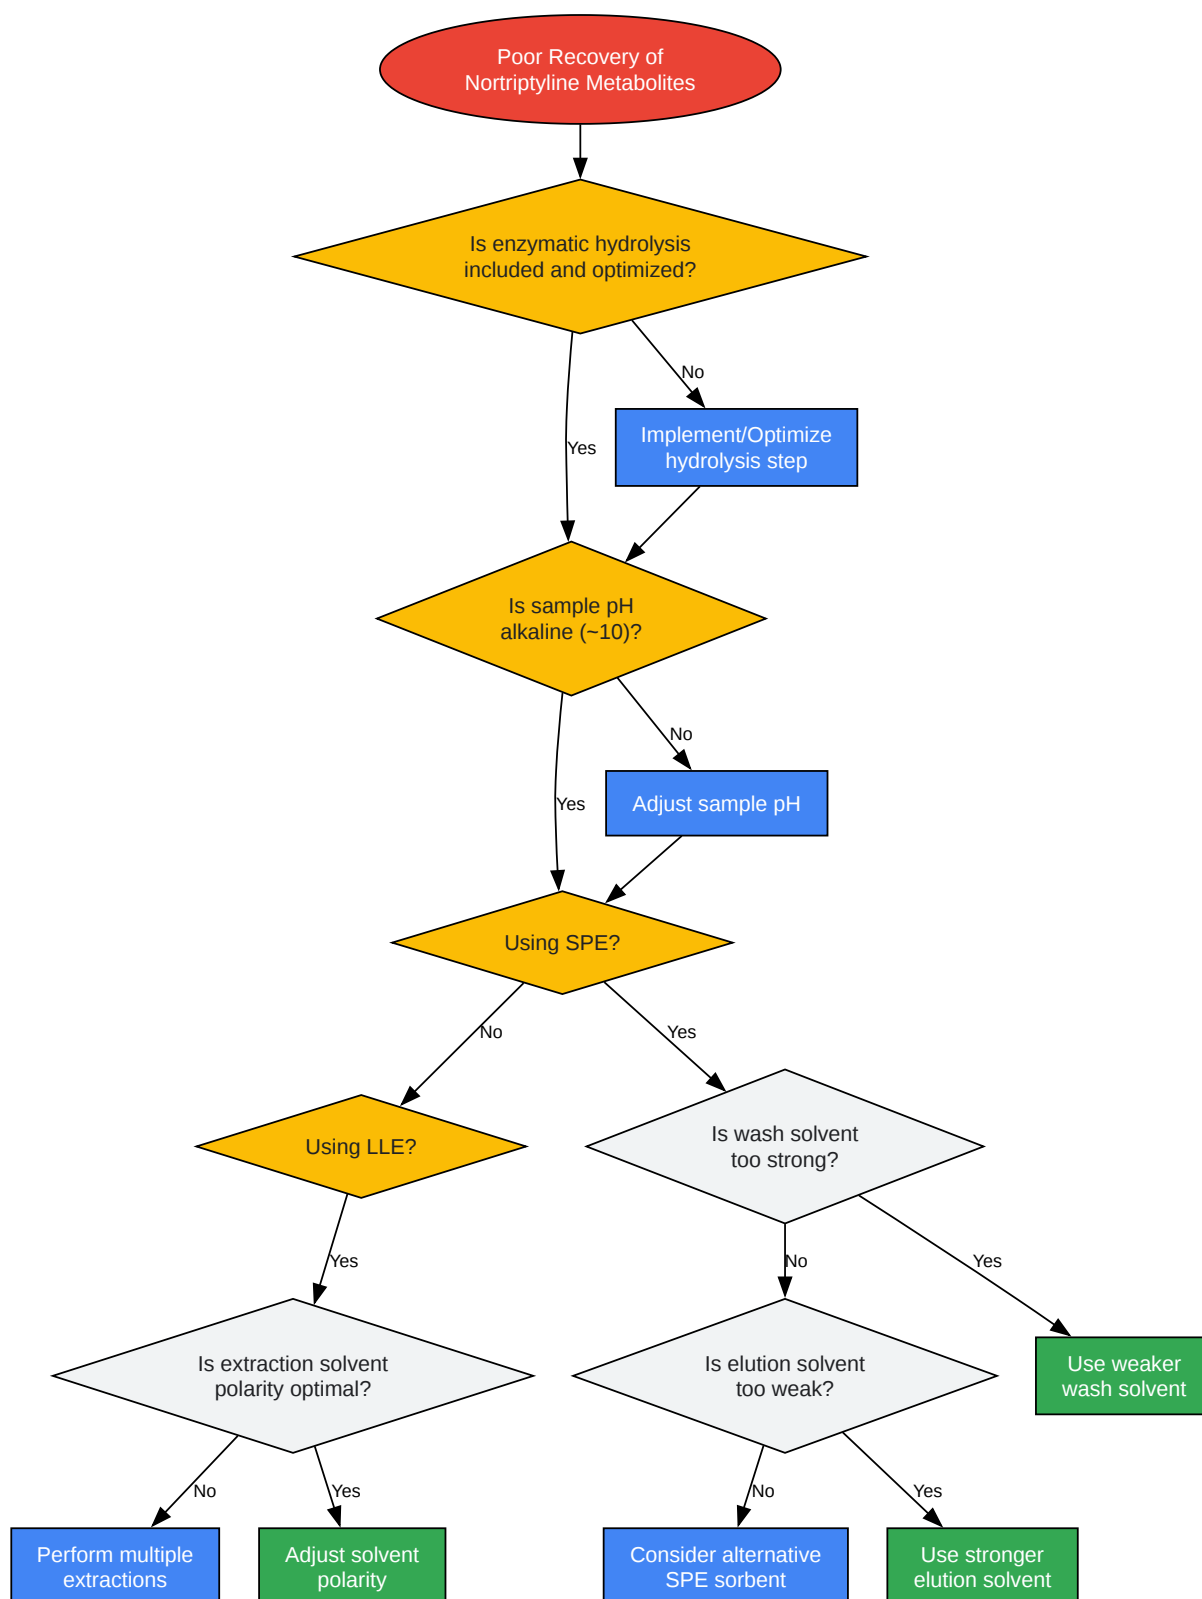 Poor Recovery of
Nortriptyline Metabolites
Is enzymatic hydrolysis
included and optimized?
No
Implement/Optimize
hydrolysis step
Yes
Is sample pH
alkaline (~10)?
No
Adjust sample pH
Yes
Using SPE?
No
Yes
Using LLE?
Is wash solvent
too strong?
Yes
No
Yes
Is extraction solvent
polarity optimal?
Is elution solvent
too weak?
Use weaker
wash solvent
No
Yes
No
Yes
Perform multiple
extractions
Adjust solvent
polarity
Consider alternative
SPE sorbent
Use stronger
elution solvent